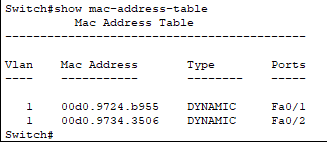 Switch#show mac-address-table
          Mac Address Table
-------------------------------------------
Vlan    Mac Address       Type        Ports
----    -----------       --------    -----
   1    00d0.9724.b955    DYNAMIC     Fa0/1
   1    00d0.9734.3506    DYNAMIC     Fa0/2
Switch#